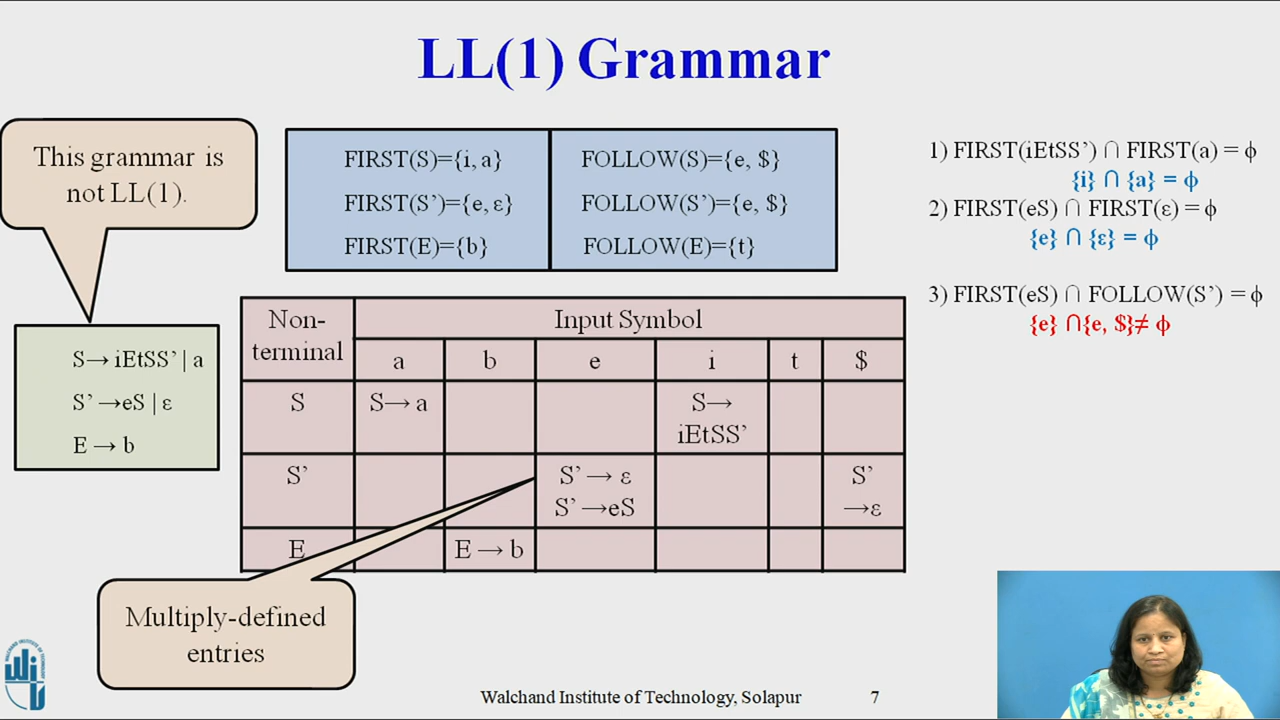 LL(1) Grammar
This grammar is
not LL(1).
FIRST(S)={i, a}
FOLLOW(S)={e, $}
FIRST(S’)={e, ε}
FOLLOW(S’)={e, $}
FIRST(E)={b}
FOLLOW(E)={t}
1) FIRST(iEtSS’) ∩ FIRST(a) = ϕ
{i} ∩ {a} = ϕ
2) FIRST(eS) ∩ FIRST(ε) = ϕ
{e} ∩ {ε} = ϕ
3) FIRST(eS) ∩ FOLLOW(S’) = ϕ
{e} ∩{e, $}≠ ϕ
S→ iEtSS’ | a
S’ →eS | ε
E → b
Non-
terminal
Input Symbol
a b e i t $
S S→ a S→
iEtSS’
S’ S’ → ε S’
S’ →eS →ε
E E → b
Multiply-defined
entries
Walchand Institute of Technology, Solapur 7